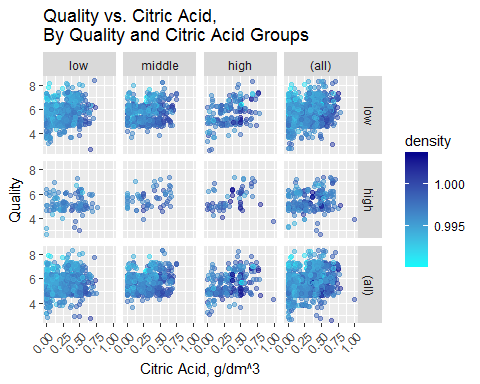 Quality vs. Citric Acid,
By Quality and Citric Acid Groups
low middle high (all)
8
6
4
low
8
6
4
high
8
6
4
(all)
Quality
0.00 0.25 0.50 0.75 1.00 0.00 0.25 0.50 0.75 1.00 0.00 0.25 0.50 0.75 1.00 0.00 0.25 0.50 0.75 1.00
Citric Acid, g/dm^3
density
1.000
0.995